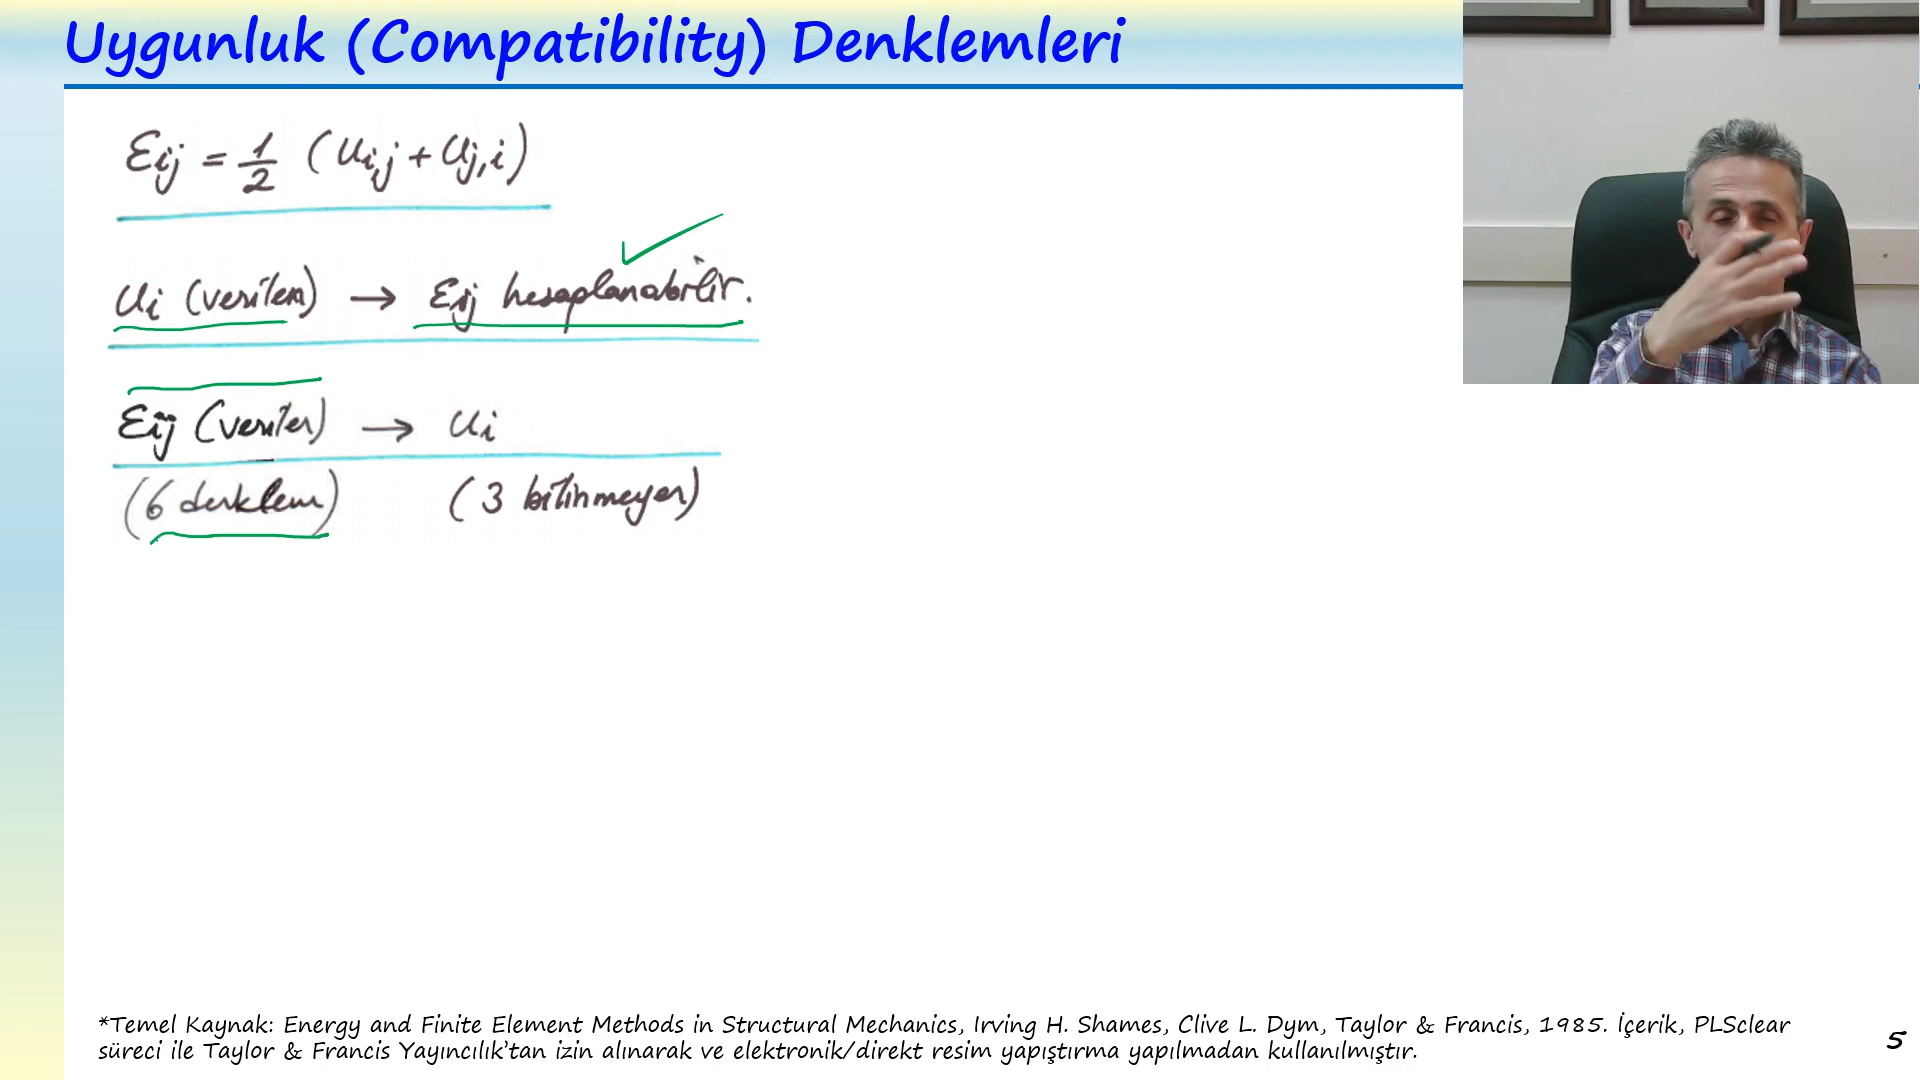 Uygunluk (Compatibility) Denklemleri
εij = 1/2 (ui,j + uj,i)
ui (verilen) → εij hesaplanabilir.
εij (veriler) → ui
(6 denklem) (3 bilinmeyen)
*Temel Kaynak: Energy and Finite Element Methods in Structural Mechanics, Irving H. Shames, Clive L. Dym, Taylor & Francis, 1985. İçerik, PLSclear
süreci ile Taylor & Francis Yayıncılık'tan izin alınarak ve elektronik/direkt resim yapıştırma yapılmadan kullanılmıştır.
5